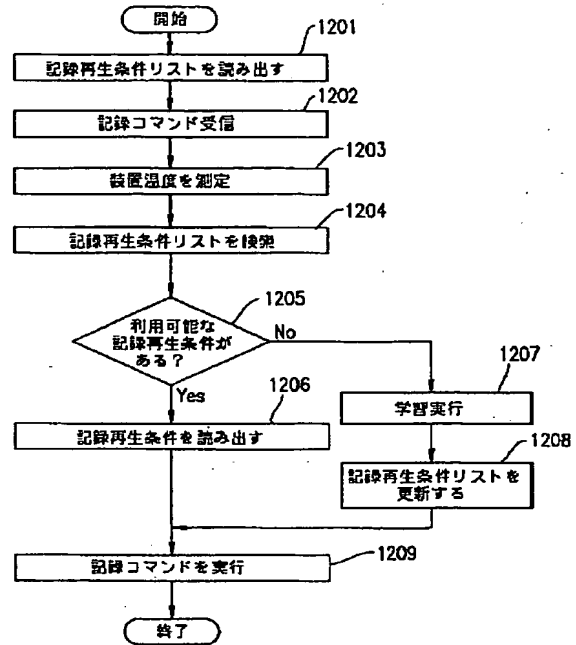 開始
1201
記録再生条件リストを読み出す
1202
記録コマンド受信
1203
装置温度を測定
1204
記録再生条件リストを検索
1205
利用可能な
記録再生条件が
ある?
No
Yes
1206
記録再生条件を読み出す
1207
学習実行
1208
記録再生条件リストを
更新する
1209
記録コマンドを実行
終了